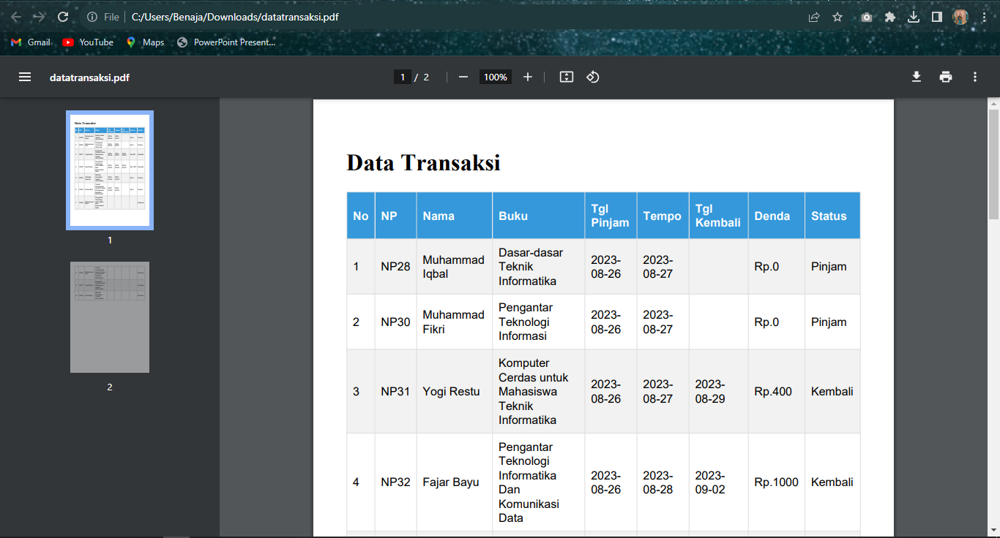 File | C:/Users/Benaja/Downloads/datatransaksi.pdf
Gmail YouTube Maps PowerPoint Present...
datatransaksi.pdf 1 / 2 100%
Data Transaksi
No NP Nama Buku Tgl Pinjam Tempo Tgl Kembali Denda Status
1 NP28 Muhammad Iqbal Dasar-dasar Teknik Informatika 2023-08-26 2023-08-27 Rp.0 Pinjam
2 NP30 Muhammad Fikri Pengantar Teknologi Informasi 2023-08-26 2023-08-27 Rp.0 Pinjam
3 NP31 Yogi Restu Komputer Cerdas untuk Mahasiswa Teknik Informatika 2023-08-26 2023-08-27 2023-08-29 Rp.400 Kembali
4 NP32 Fajar Bayu Pengantar Teknologi Informatika Dan Komunikasi Data 2023-08-26 2023-08-28 2023-09-02 Rp.1000 Kembali
Data Transaksi
1
2